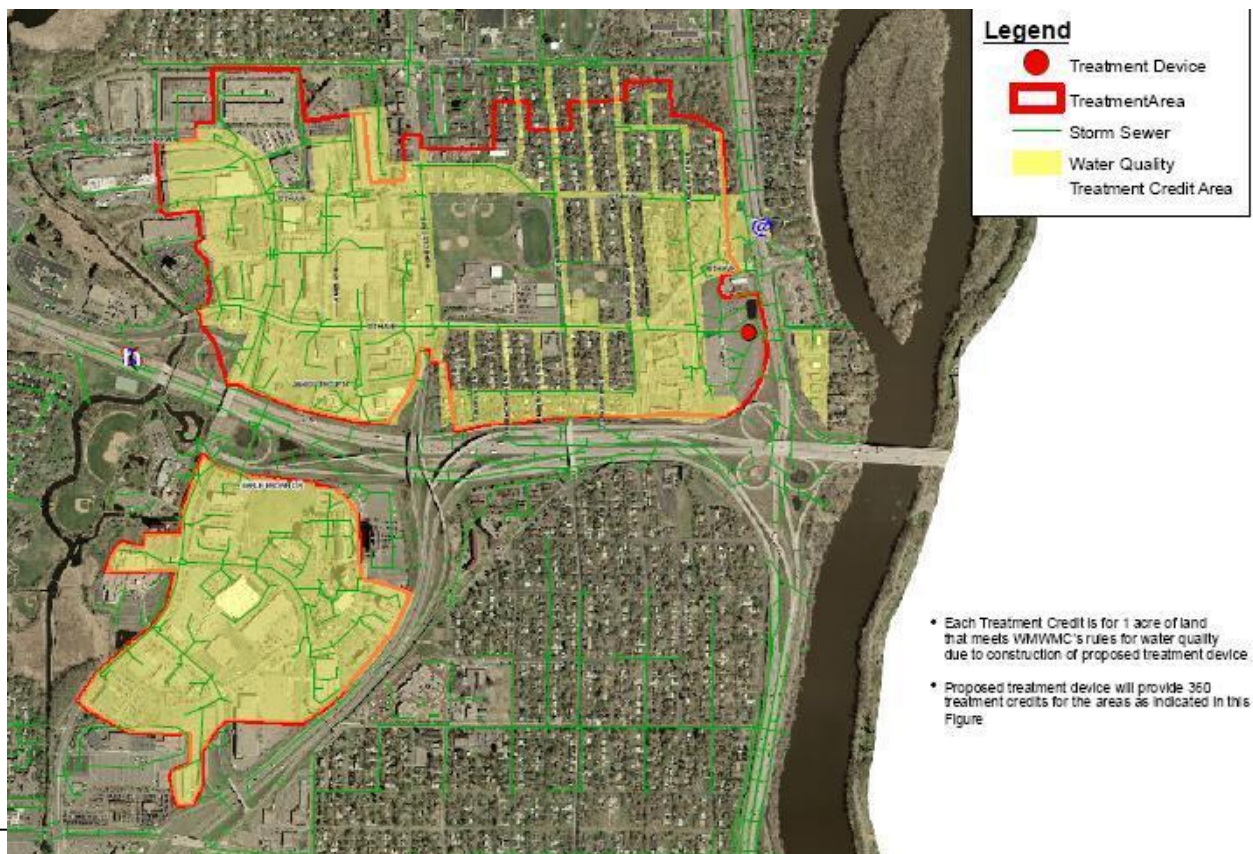 Legend
Treatment Device
TreatmentArea
Storm Sewer
Water Quality
Treatment Credit Area
• Each Treatment Credit is for 1 acre of land
that meets WMWMC's rules for water quality
due to construction of proposed treatment device
• Proposed treatment device will provide 360
treatment credits for the areas as indicated in this
Figure